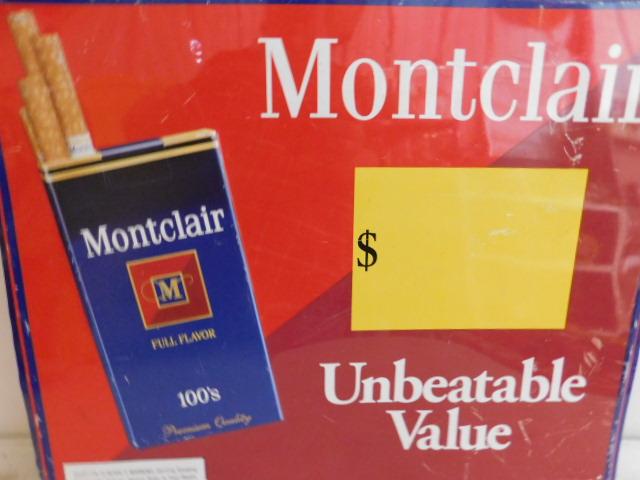 Montclair
Montclair
M
FULL FLAVOR
100's
Premium Quality
$
Unbeatable
Value